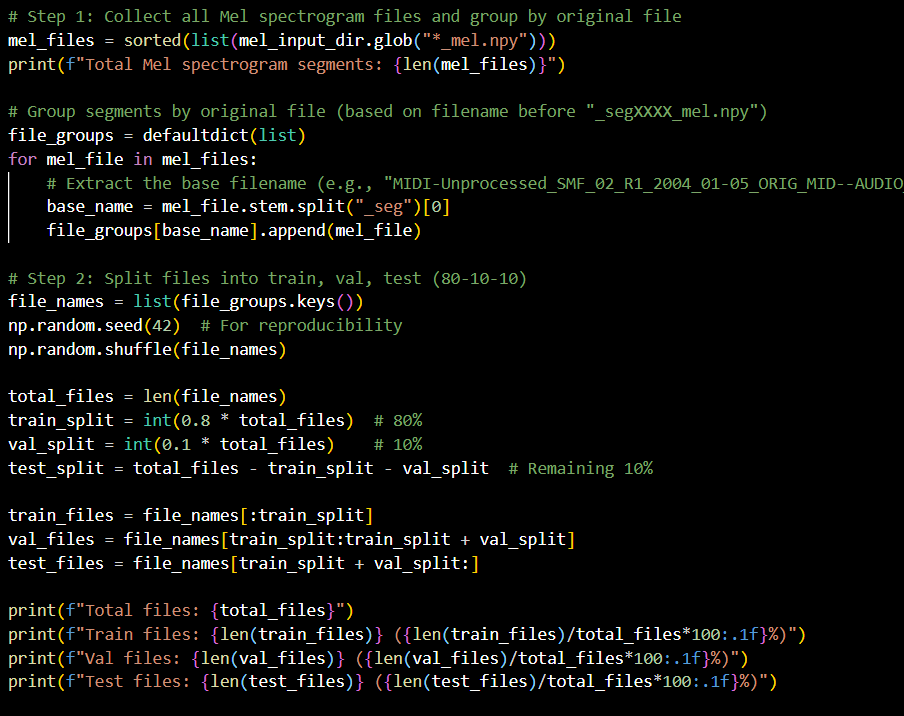 # Step 1: Collect all Mel spectrogram files and group by original file
mel_files = sorted(list(mel_input_dir.glob("*_mel.npy")))
print(f"Total Mel spectrogram segments: {len(mel_files)}")
# Group segments by original file (based on filename before "_segXXXX_mel.npy")
file_groups = defaultdict(list)
for mel_file in mel_files:
    # Extract the base filename (e.g., "MIDI-Unprocessed_SMF_02_R1_2004_01-05_ORIG_MID--AUDIO_
    base_name = mel_file.stem.split("_seg")[0]
    file_groups[base_name].append(mel_file)
# Step 2: Split files into train, val, test (80-10-10)
file_names = list(file_groups.keys())
np.random.seed(42)  # For reproducibility
np.random.shuffle(file_names)
total_files = len(file_names)
train_split = int(0.8 * total_files)  # 80%
val_split = int(0.1 * total_files)    # 10%
test_split = total_files - train_split - val_split  # Remaining 10%
train_files = file_names[:train_split]
val_files = file_names[train_split:train_split + val_split]
test_files = file_names[train_split + val_split:]
print(f"Total files: {total_files}")
print(f"Train files: {len(train_files)} ({len(train_files)/total_files*100:.1f}%)")
print(f"Val files: {len(val_files)} ({len(val_files)/total_files*100:.1f}%)")
print(f"Test files: {len(test_files)} ({len(test_files)/total_files*100:.1f}%)")